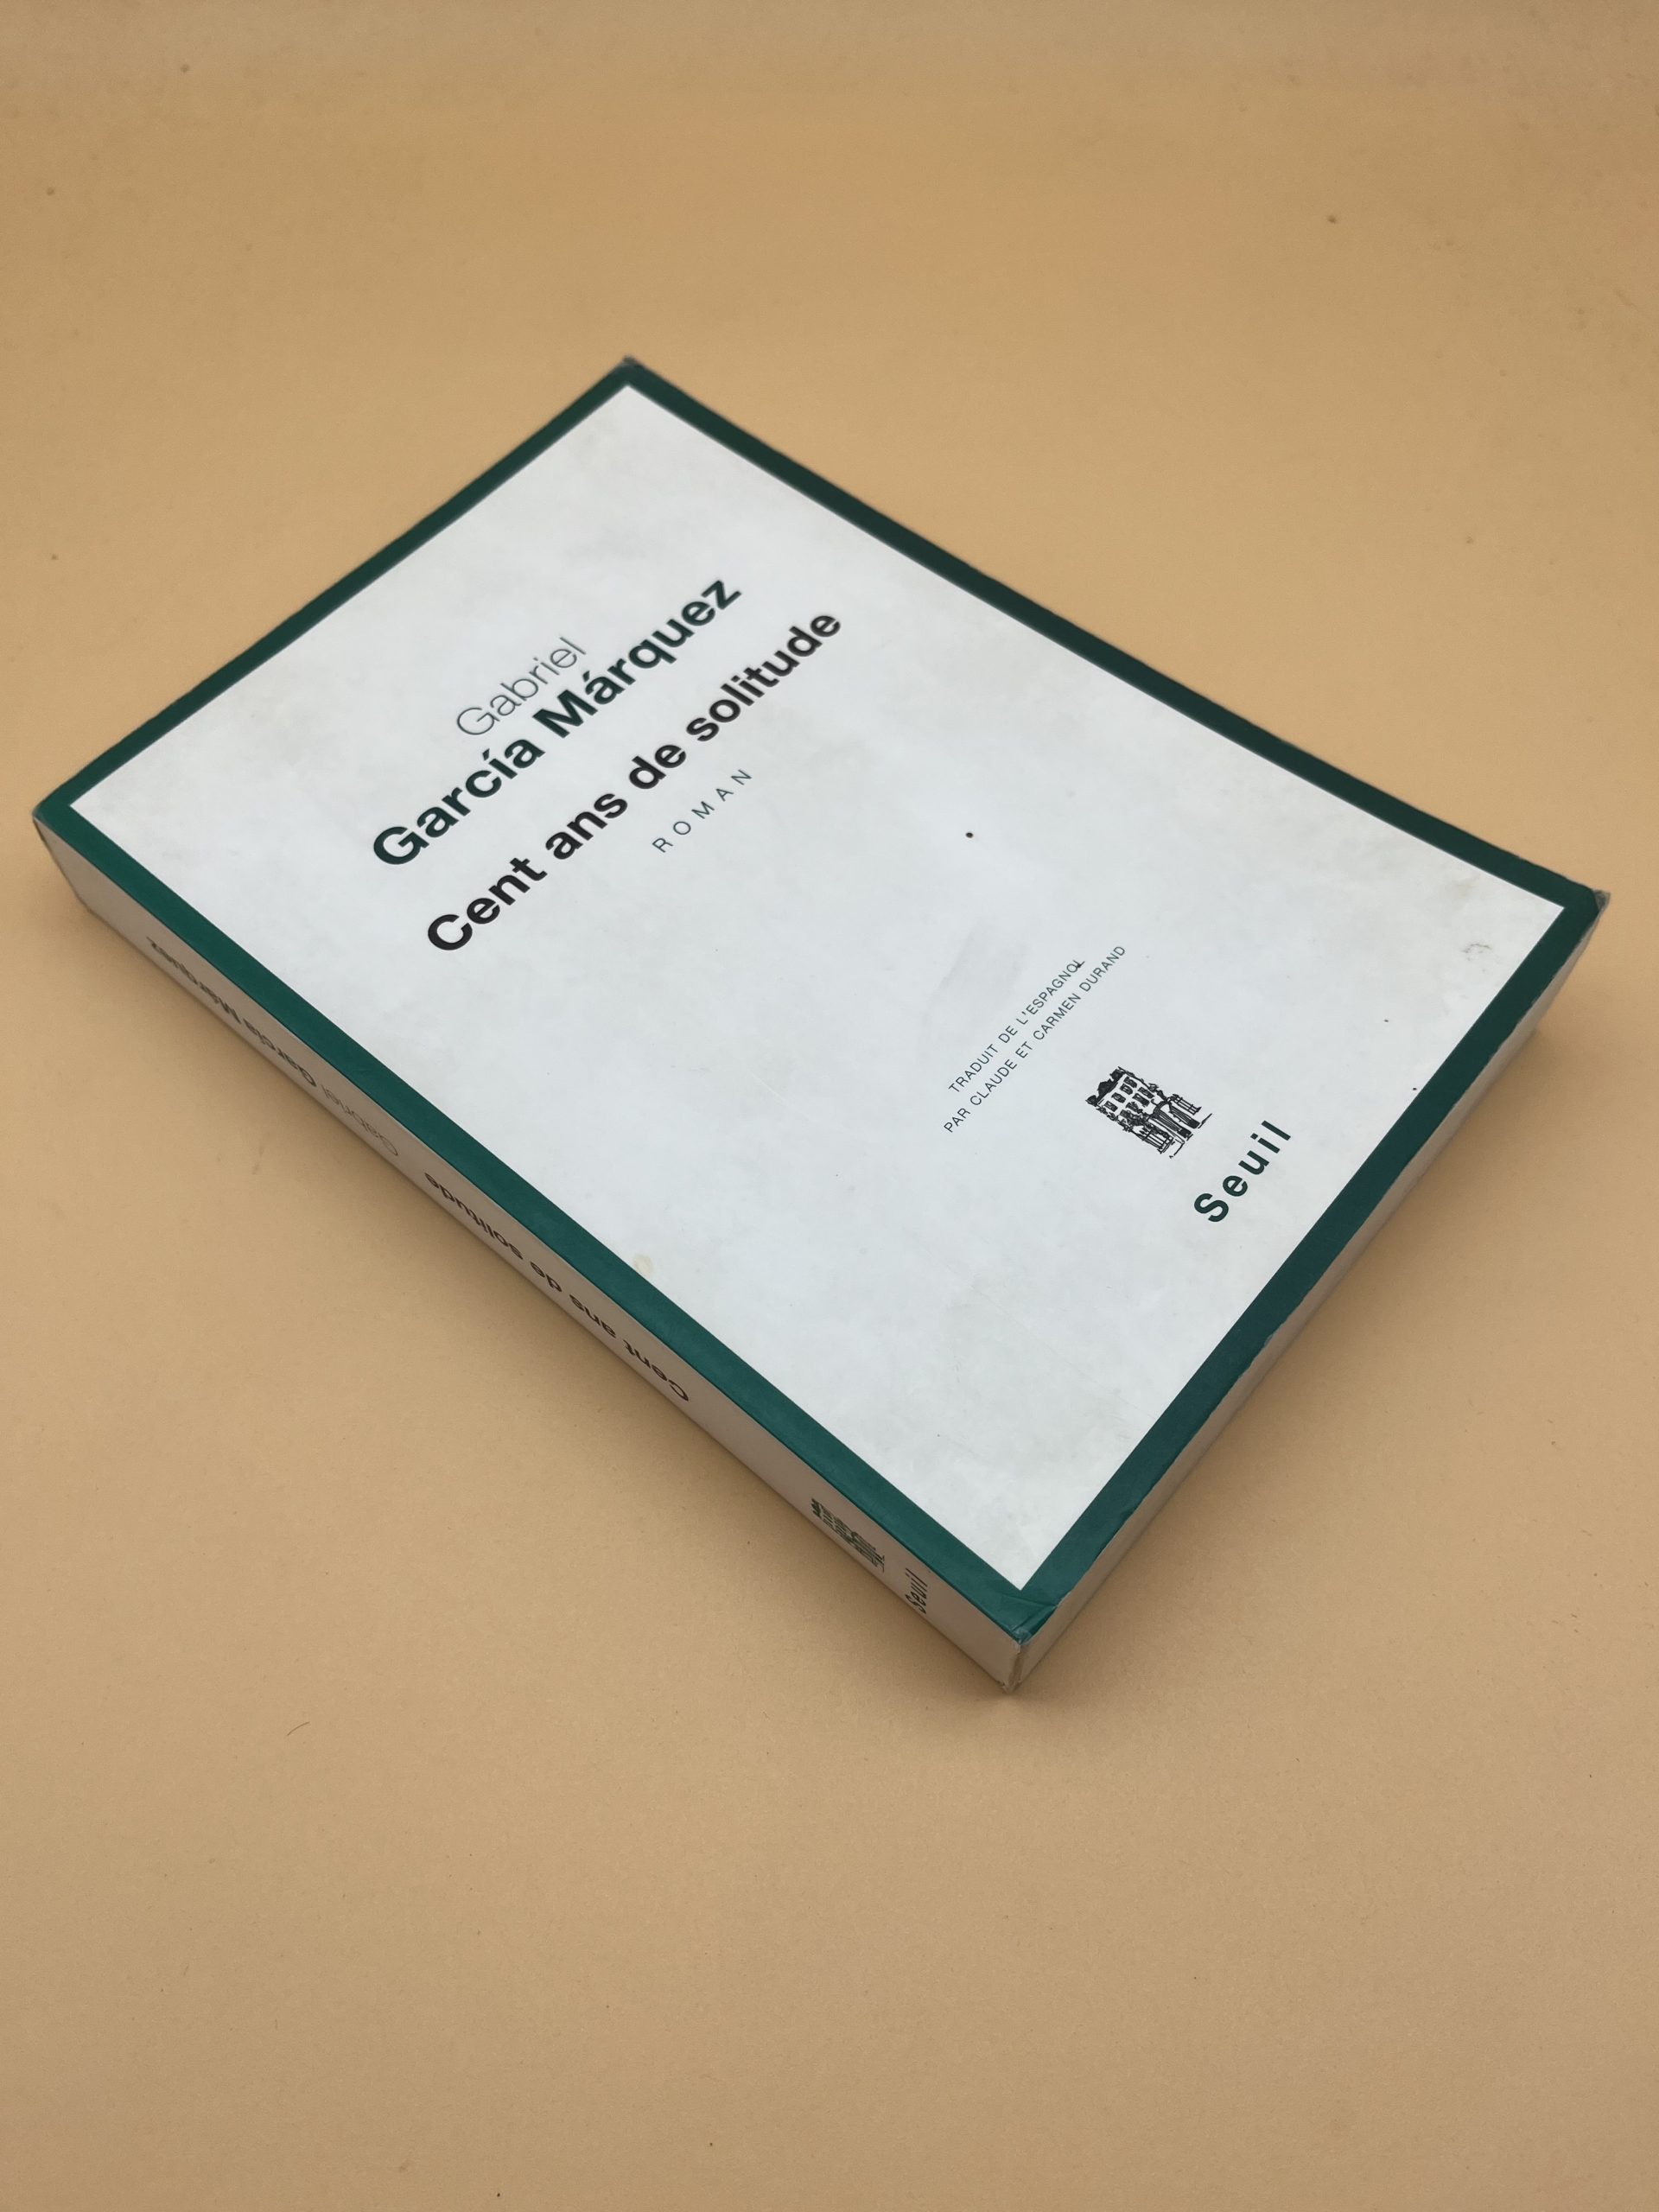 Gabriel
García Márquez
Cent ans de solitude
ROMAN
TRADUIT DE L'ESPAGNOL
PAR CLAUDE ET CARMEN DURAND
Seuil
Gabriel García Márquez
Cent ans de solitude
Seuil